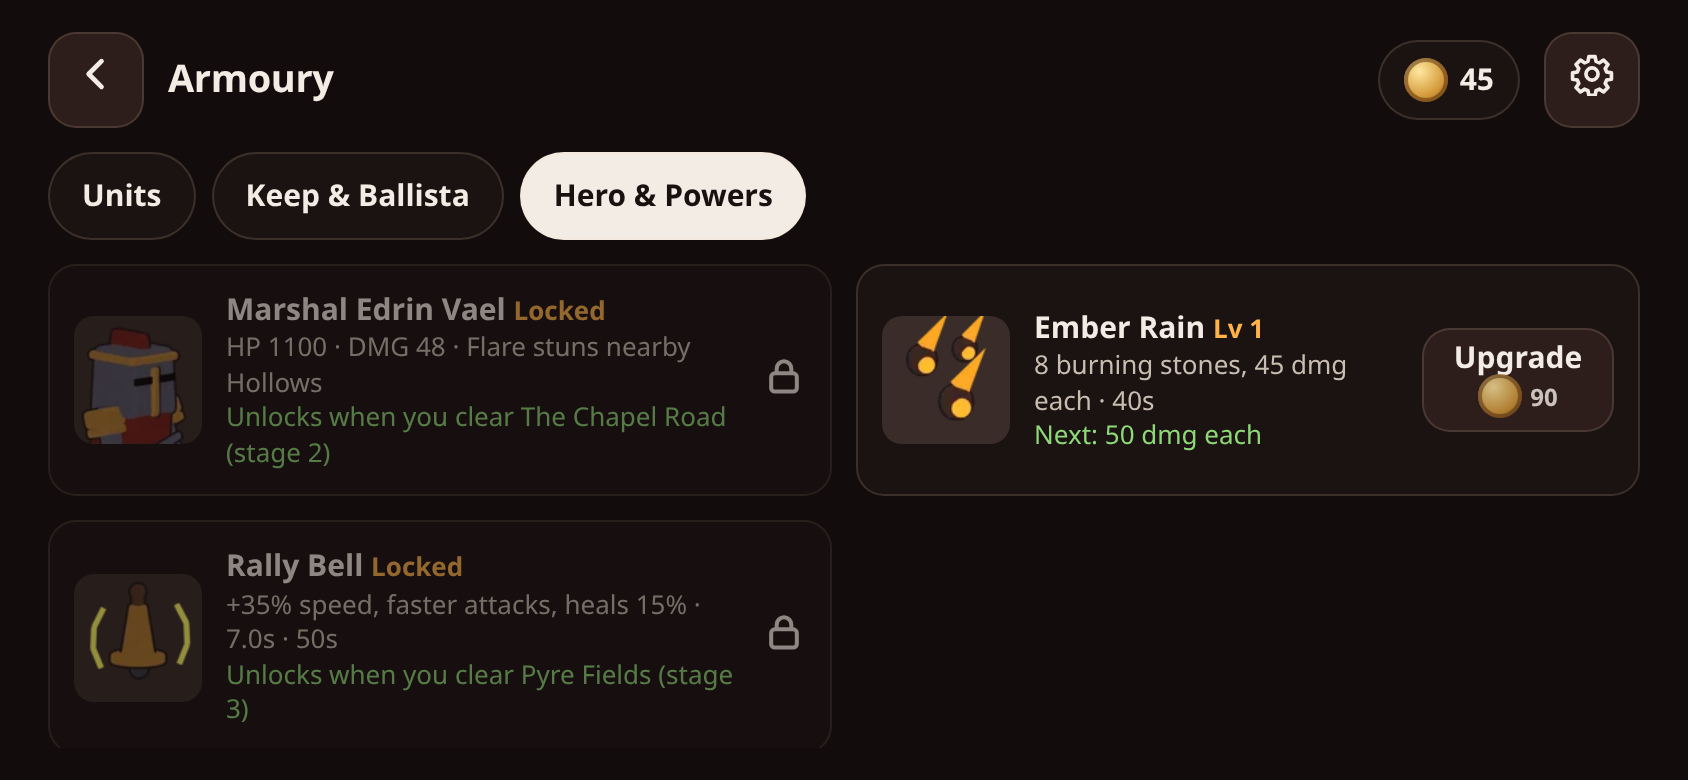 Armoury
45
Units
Keep & Ballista
Hero & Powers
Marshal Edrin Vael Locked
HP 1100 · DMG 48 · Flare stuns nearby
Hollows
Unlocks when you clear The Chapel Road
(stage 2)
Ember Rain Lv 1
8 burning stones, 45 dmg
each · 40s
Next: 50 dmg each
Upgrade
90
Rally Bell Locked
+35% speed, faster attacks, heals 15% ·
7.0s · 50s
Unlocks when you clear Pyre Fields (stage
3)